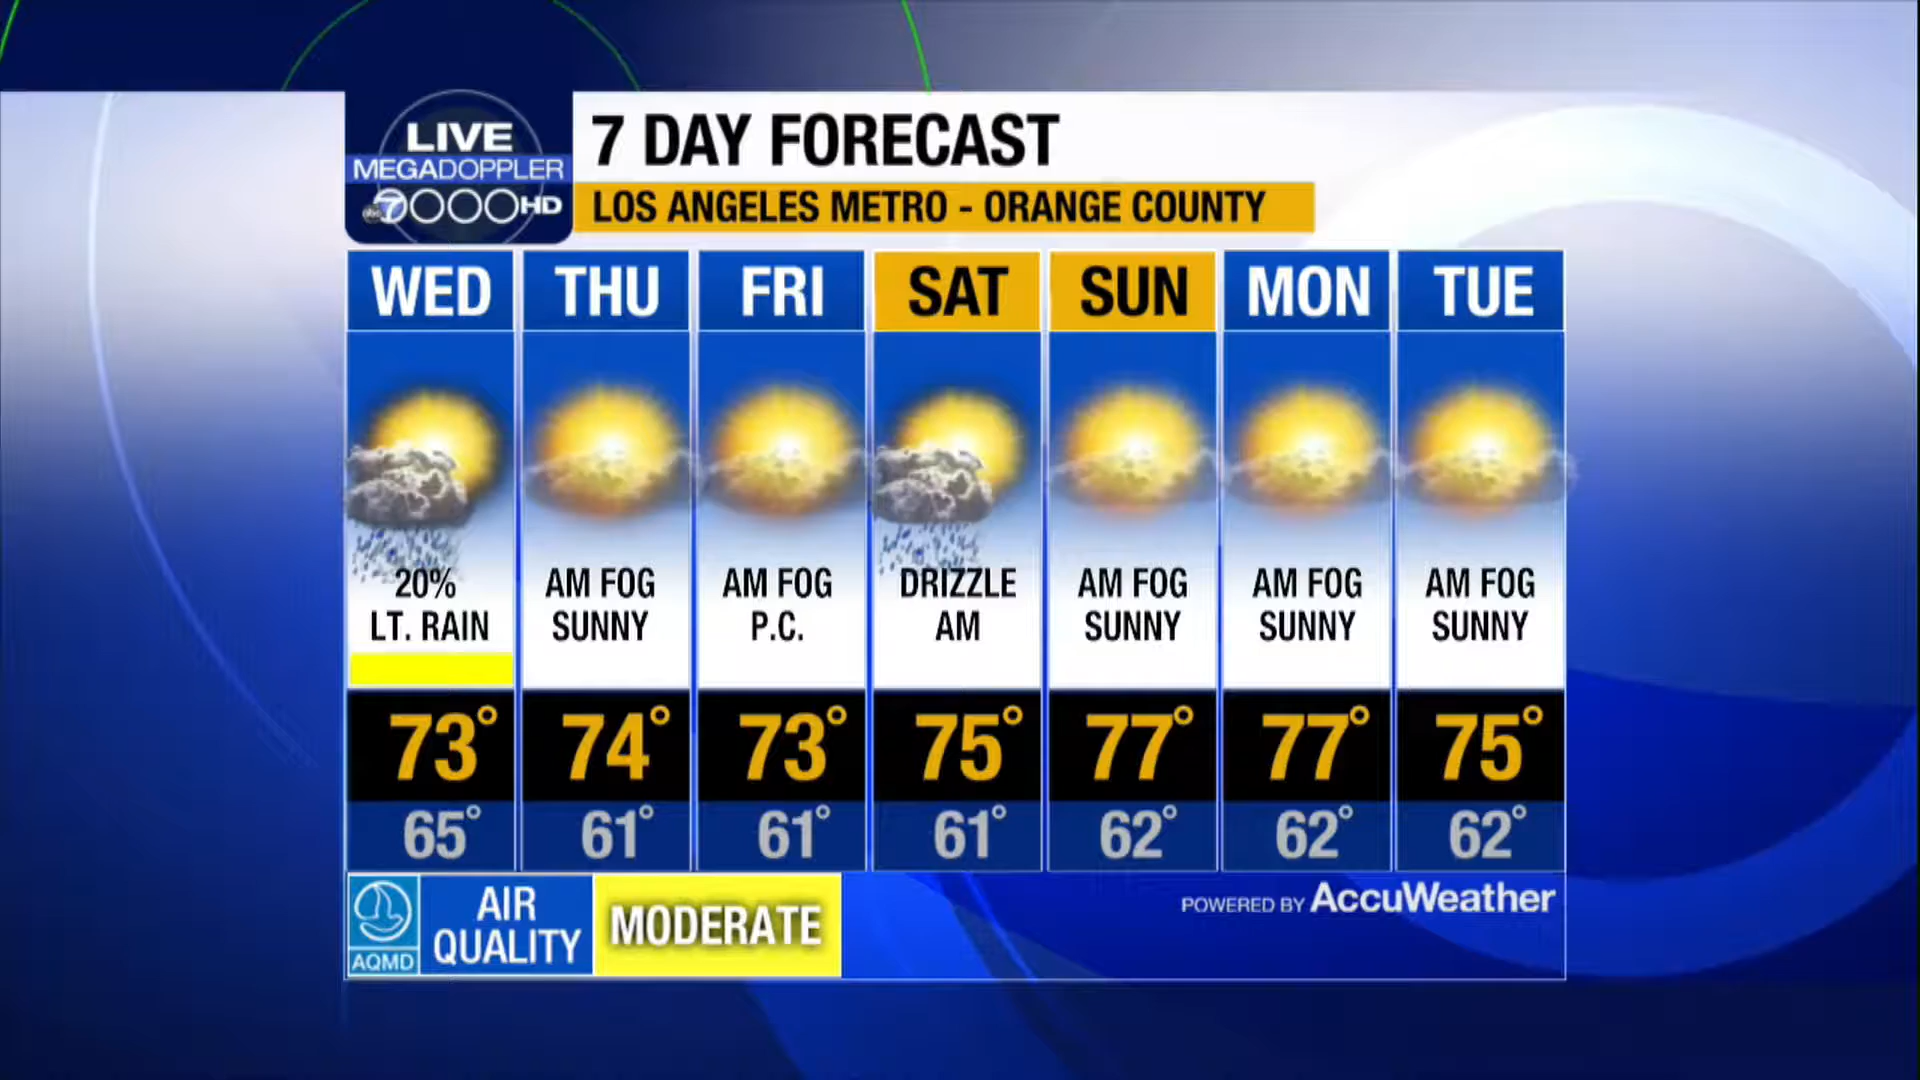 LIVE
MEGADOPPLER
abc 7000HD
7 DAY FORECAST
LOS ANGELES METRO - ORANGE COUNTY
WED THU FRI SAT SUN MON TUE
20% AM FOG AM FOG DRIZZLE AM FOG AM FOG AM FOG
LT. RAIN SUNNY P.C. AM SUNNY SUNNY SUNNY
73° 74° 73° 75° 77° 77° 75°
65° 61° 61° 61° 62° 62° 62°
AQMD
AIR
QUALITY
MODERATE
POWERED BY AccuWeather